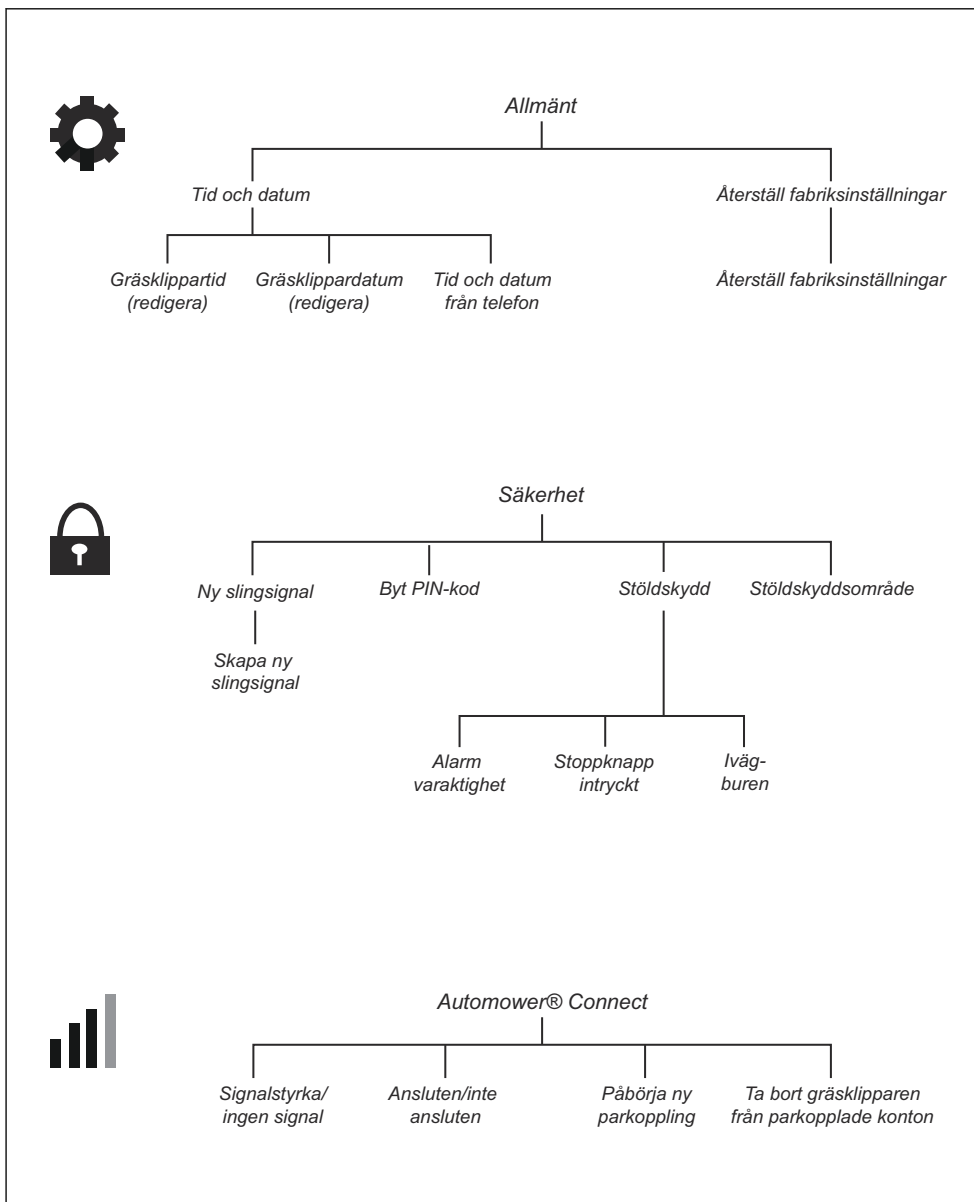 Allmänt
Tid och datum
Återställ fabriksinställningar
Gräsklippartid
(redigera)
Gräsklippardatum
(redigera)
Tid och datum
från telefon
Återställ fabriksinställningar
Säkerhet
Ny slingsignal
Byt PIN-kod
Stöldskydd
Stöldskyddsområde
Skapa ny
slingsignal
Alarm
varaktighet
Stoppknapp
intryckt
Iväg-
buren
Automower® Connect
Signalstyrka/
ingen signal
Ansluten/inte
ansluten
Påbörja ny
parkoppling
Ta bort gräsklipparen
från parkopplade konton